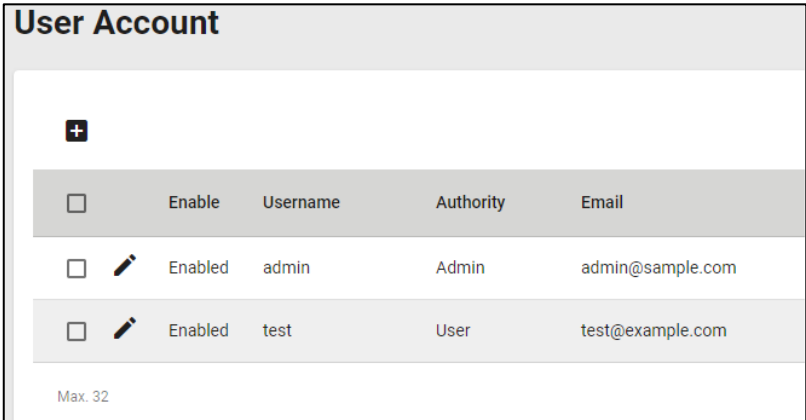 User Account
Enable Username Authority Email
Enabled admin Admin admin@sample.com
Enabled test User test@example.com
Max. 32